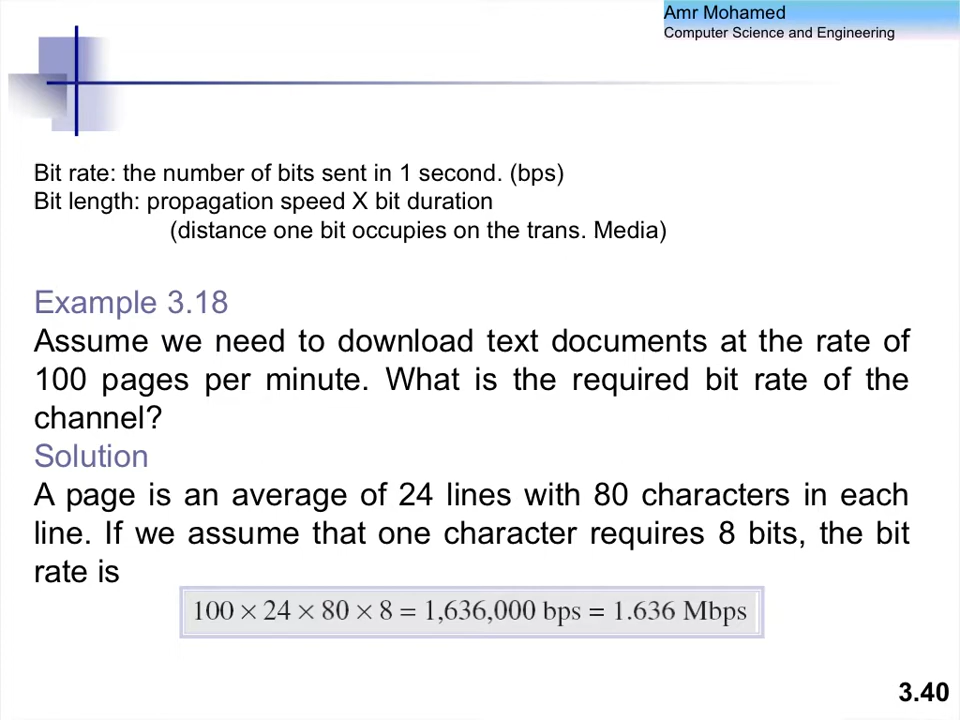 Amr Mohamed
Computer Science and Engineering
Bit rate: the number of bits sent in 1 second. (bps)
Bit length: propagation speed X bit duration
(distance one bit occupies on the trans. Media)
Example 3.18
Assume we need to download text documents at the rate of
100 pages per minute. What is the required bit rate of the
channel?
Solution
A page is an average of 24 lines with 80 characters in each
line. If we assume that one character requires 8 bits, the bit
rate is
100 × 24 × 80 × 8 = 1,636,000 bps = 1.636 Mbps
3.40